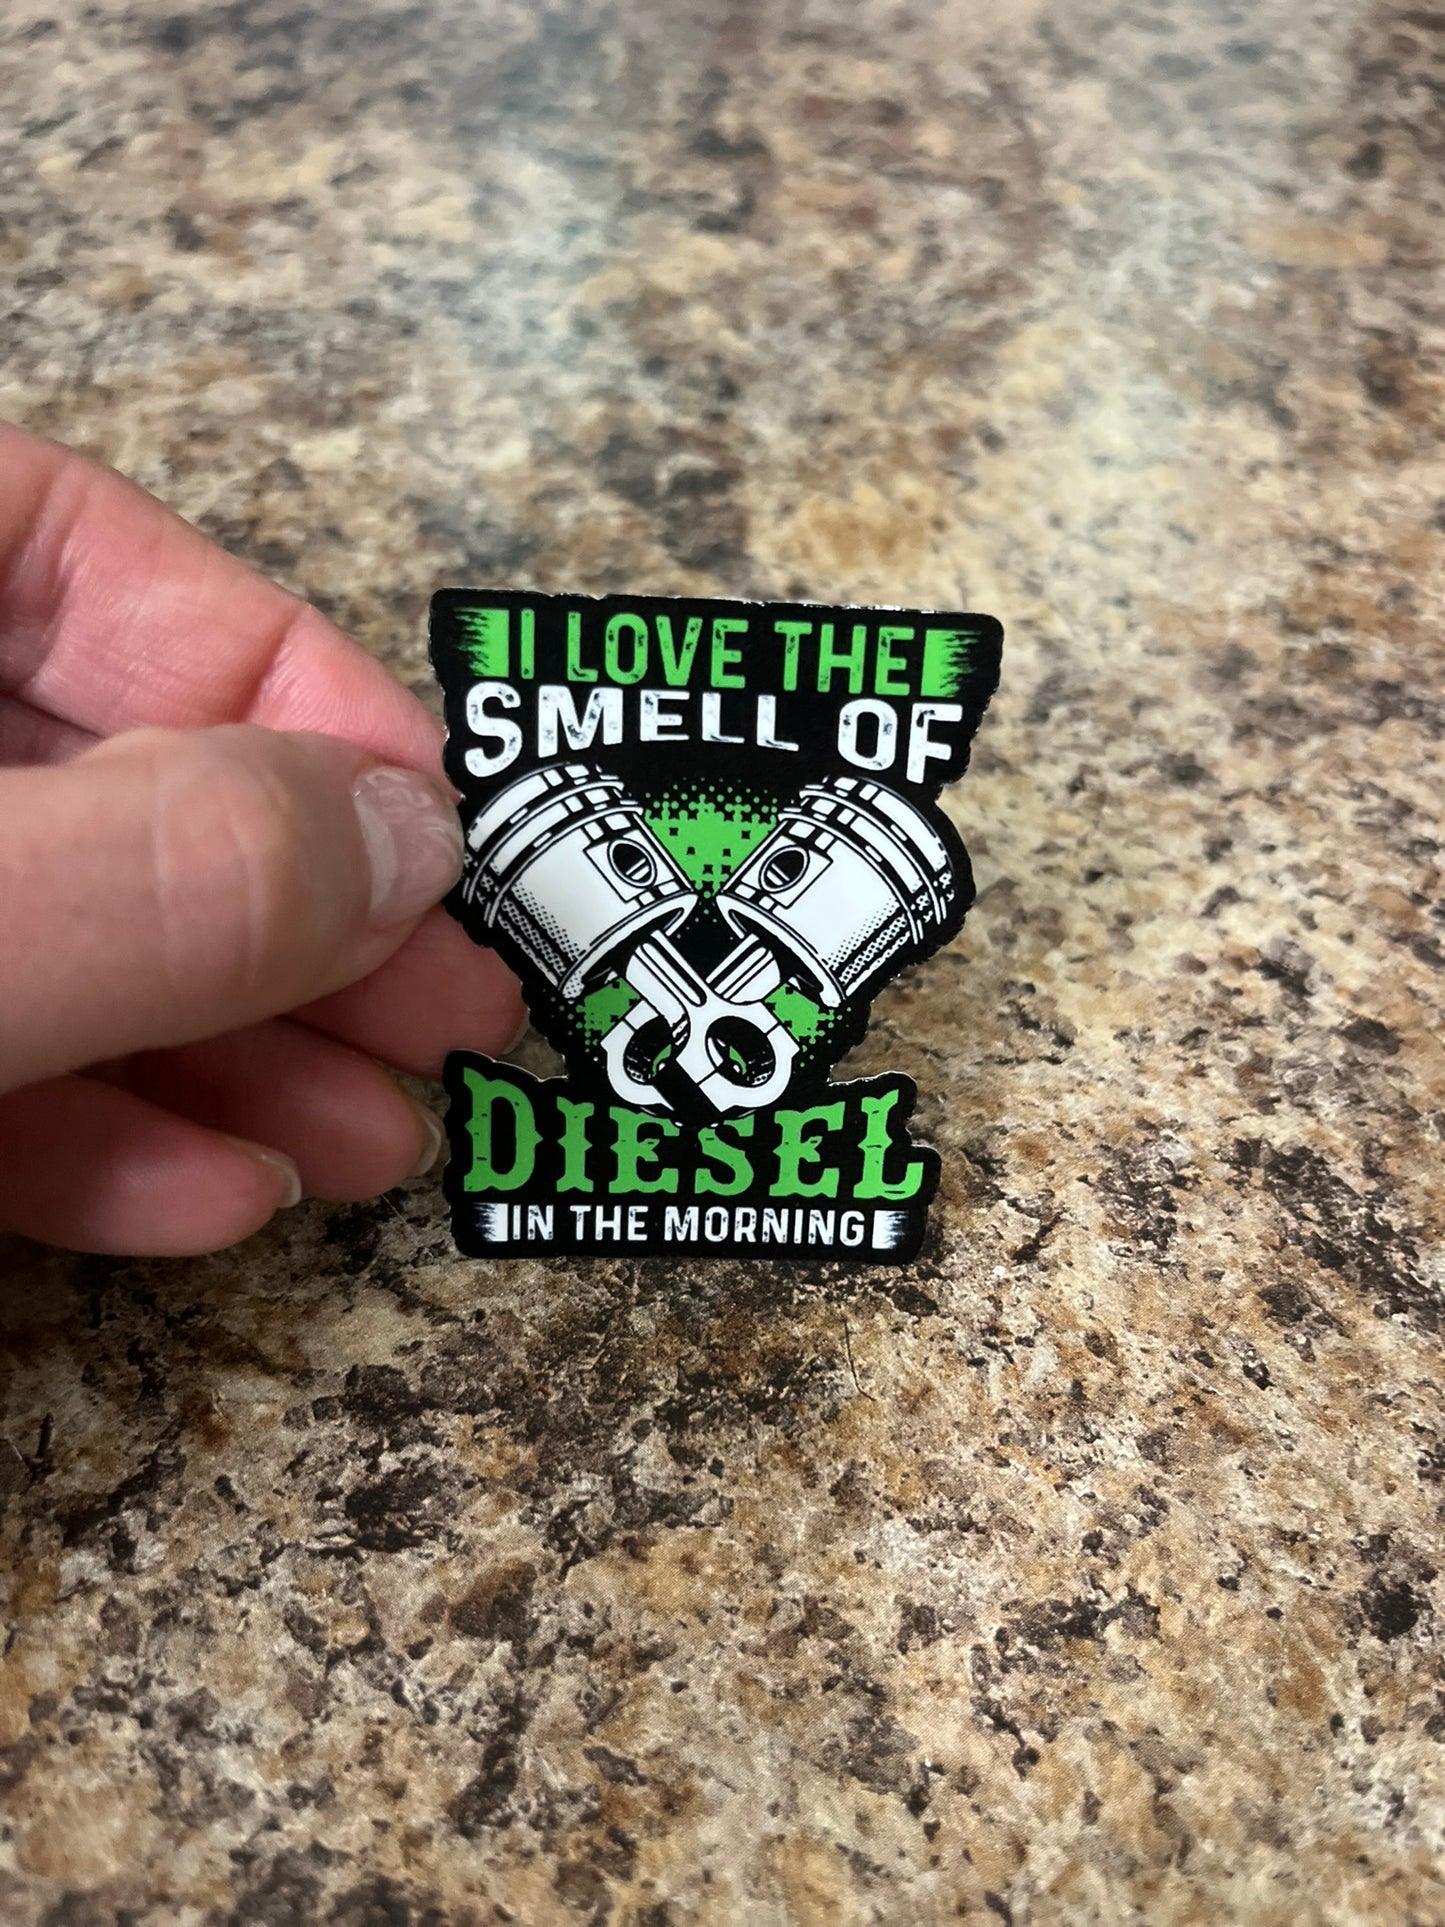 I LOVE THE
SMELL OF
DIESEL
IN THE MORNING